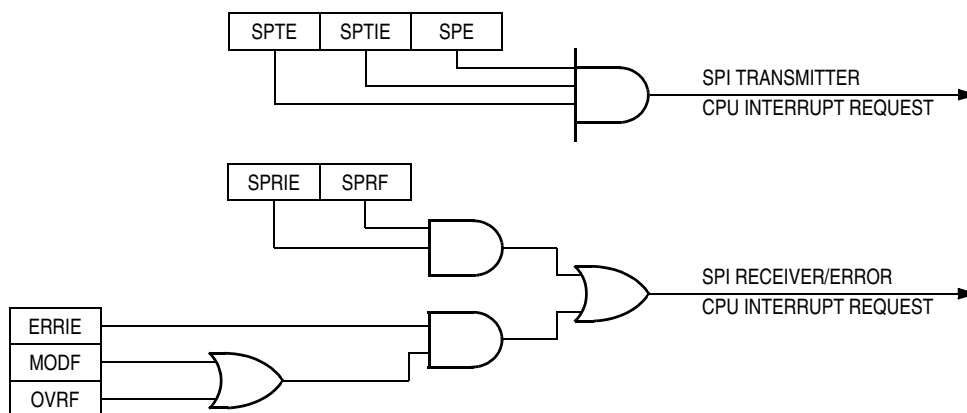 SPTE SPTIE SPE
SPI TRANSMITTER
CPU INTERRUPT REQUEST
SPRIE SPRF
SPI RECEIVER/ERROR
CPU INTERRUPT REQUEST
ERRIE
MODF
OVRF